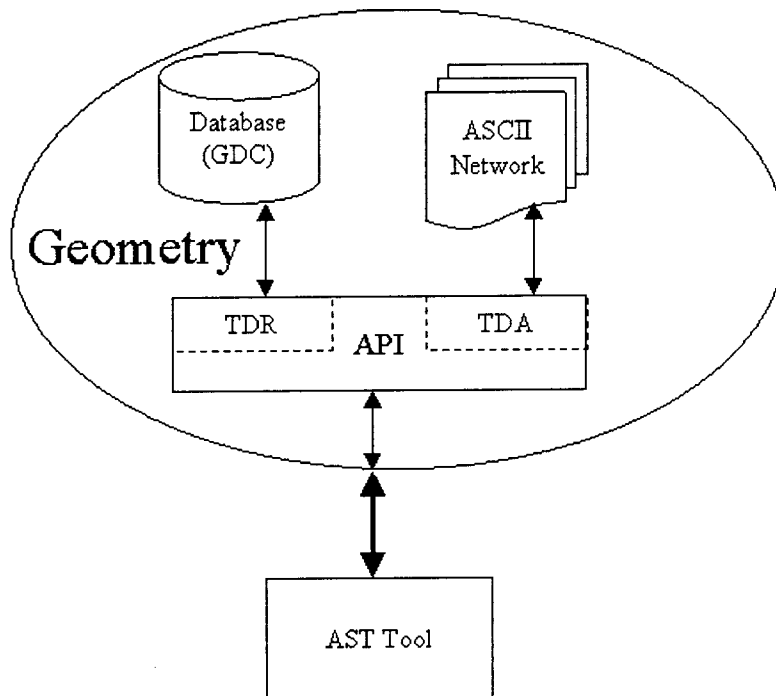 Database
(GDC)
ASCII
Network
Geometry
TDR
API
TDA
AST Tool